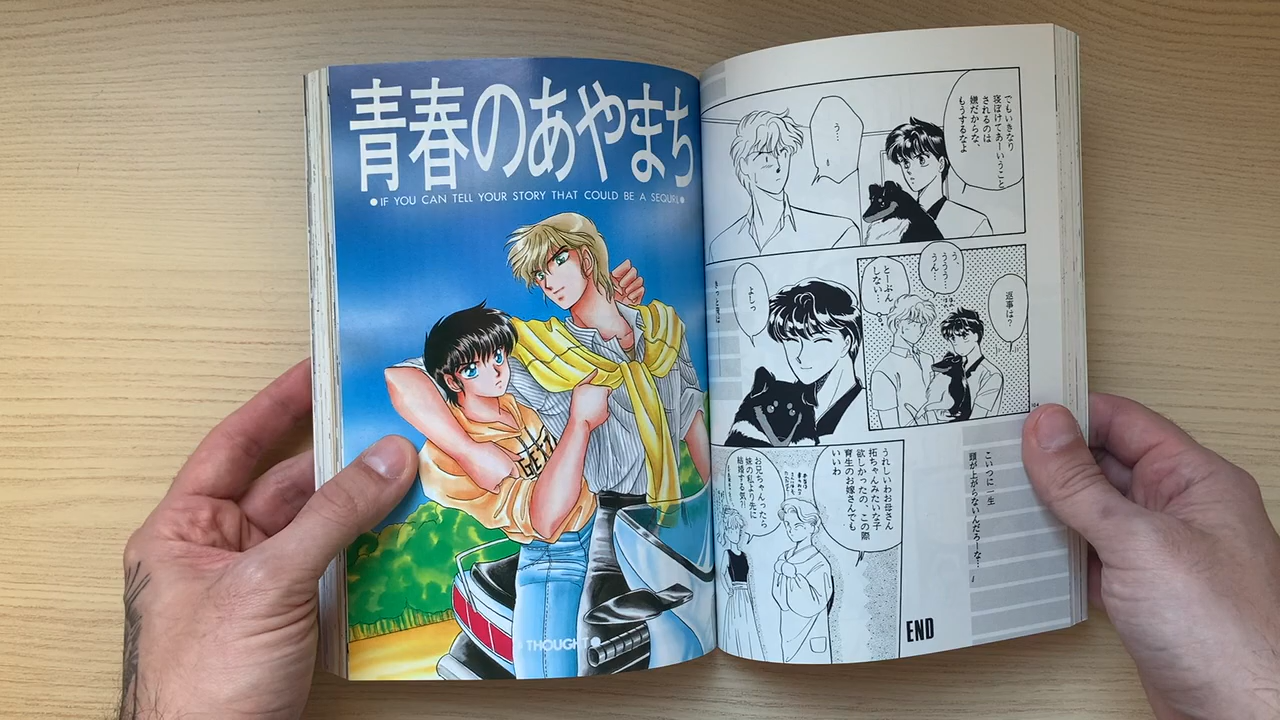 青春のあやまち
●IF YOU CAN TELL YOUR STORY THAT COULD BE A SEQUEL●
THOUGHT●
でもいきなり
寝ぼけてあーいうこと
されるのは
嫌だからな、
もうするなよ
う…
返事は?
う、
ううう…
うん…
とーぶん
しない…
よしっ
きっと俺は
こいつに一生
頭が上がらないんだろーな…
うれしいわお母さん
拓ちゃんみたいな子
欲しかったの この際
育生のお嫁さんでも
いいわ
お兄ちゃんったら
妹の私より先に
結婚する気!
END